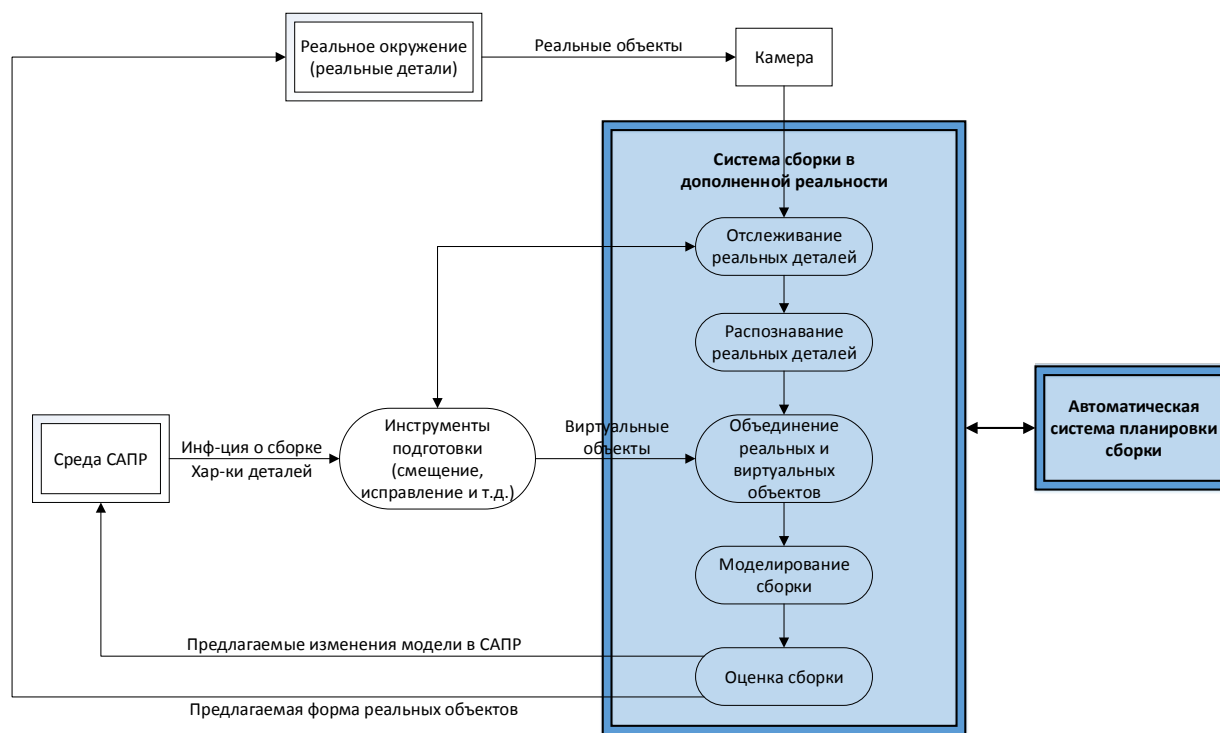 Реальное окружение
(реальные детали)
Реальные объекты
Камера
Система сборки в
дополненной реальности
Отслеживание
реальных деталей
Распознавание
реальных деталей
Автоматическая
система планировки
сборки
Среда САПР
Инф-ция о сборке
Хар-ки деталей
Инструменты
подготовки
(смещение,
исправление и т.д.)
Виртуальные
объекты
Объединение
реальных и
виртуальных
объектов
Моделирование
сборки
Предлагаемые изменения модели в САПР
Оценка сборки
Предлагаемая форма реальных объектов